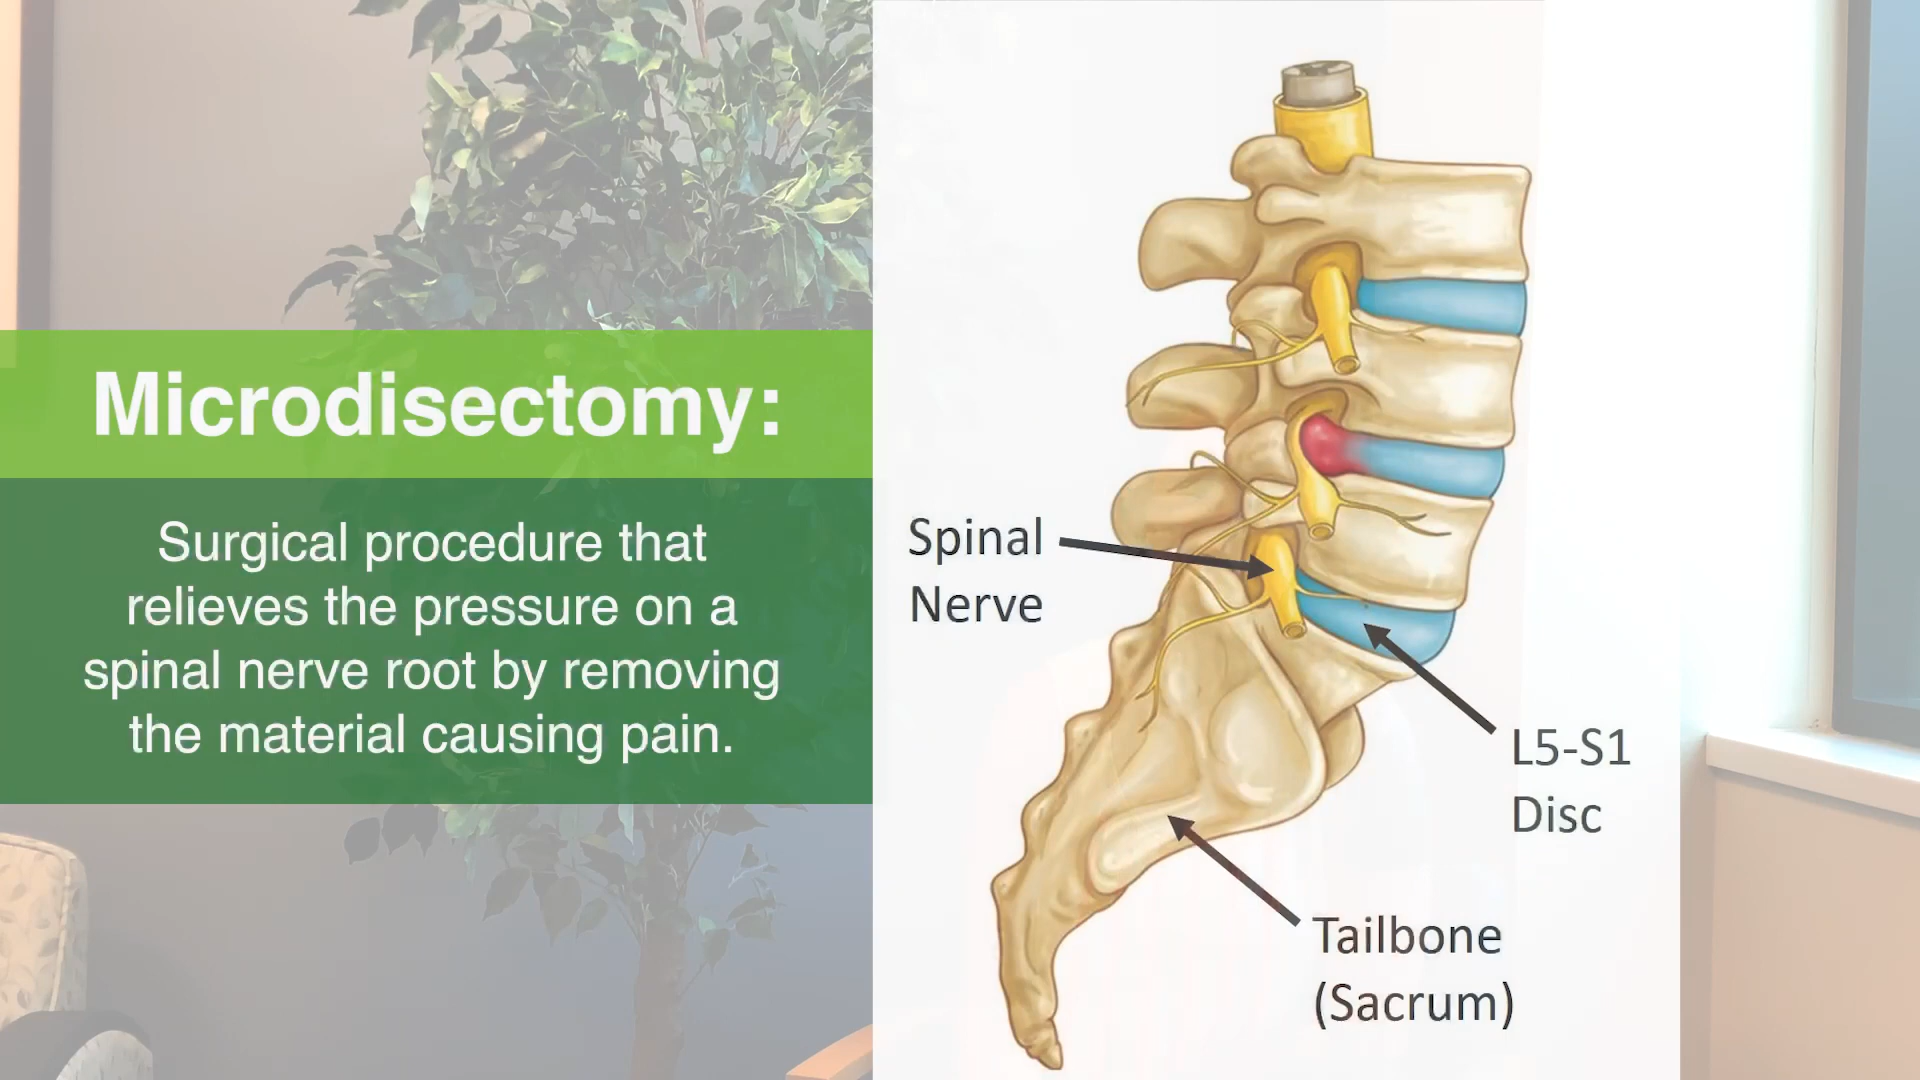 Microdisectomy:
Surgical procedure that
relieves the pressure on a
spinal nerve root by removing
the material causing pain.
Spinal
Nerve
L5-S1
Disc
Tailbone
(Sacrum)